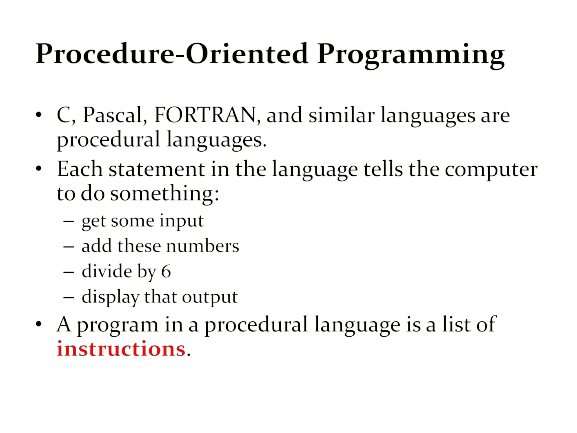 Procedure-Oriented Programming
• C, Pascal, FORTRAN, and similar languages are
procedural languages.
• Each statement in the language tells the computer
to do something:
– get some input
– add these numbers
– divide by 6
– display that output
• A program in a procedural language is a list of
instructions.